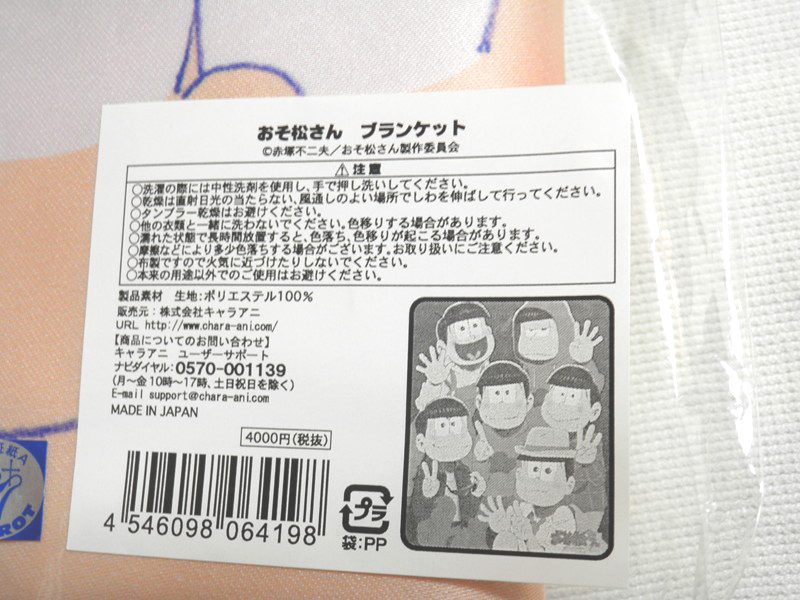 おそ松さん ブランケット
©赤塚不二夫/おそ松さん製作委員会
⚠注意
○洗濯の際には中性洗剤を使用し、手で押し洗いしてください。
○乾燥は直射日光の当たらない、風通しのよい場所でしわを伸ばして行ってください。
○タンブラー乾燥はお避けください。
○他の衣類と一緒に洗わないでください。色移りする場合があります。
○濡れた状態で長時間放置すると、色落ち、色移りが起こる場合があります。
○摩擦などにより多少色落ちする場合がございます。お取り扱いにご注意ください。
○布製ですので火気に近づけたりしないでください。
○本来の用途以外でのご使用はお避けください。
製品素材 生地:ポリエステル100%
販売元:株式会社キャラアニ
URL http://www.chara-ani.com/
【商品についてのお問い合わせ】
キャラアニ ユーザーサポート
ナビダイヤル:0570-001139
(月~金 10時~17時、土日祝日を除く)
E-mail support@chara-ani.com
MADE IN JAPAN
4000円(税抜)
4 546098 064198
プラ
袋:PP